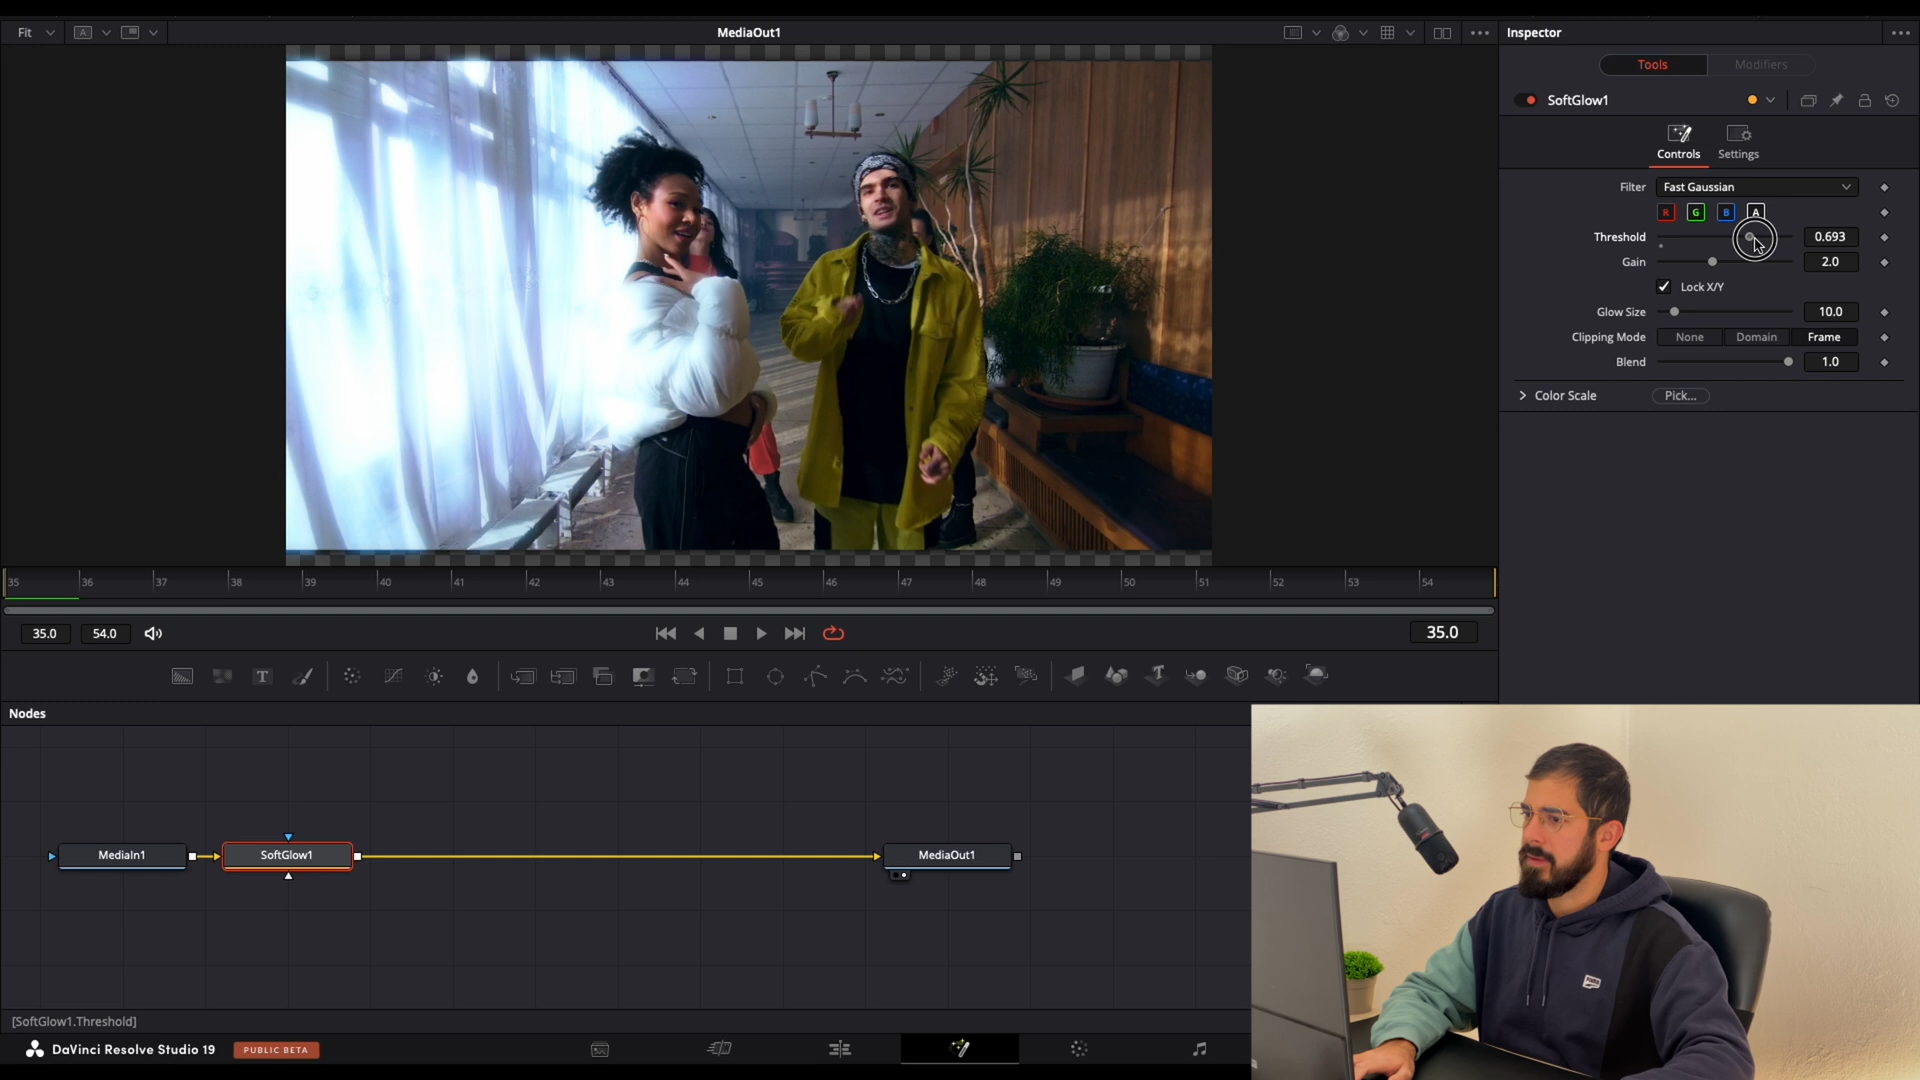 Fit
A
MediaOut1
Inspector
Tools
Modifiers
SoftGlow1
Controls
Settings
Filter
Fast Gaussian
R
G
B
A
Threshold
0.693
Gain
2.0
Lock X/Y
Glow Size
10.0
Clipping Mode
None
Domain
Frame
Blend
1.0
Color Scale
Pick...
35
36
37
38
39
40
41
42
43
44
45
46
47
48
49
50
51
52
53
54
35.0
54.0
35.0
T
Nodes
MediaIn1
SoftGlow1
MediaOut1
[SoftGlow1.Threshold]
DaVinci Resolve Studio 19
PUBLIC BETA